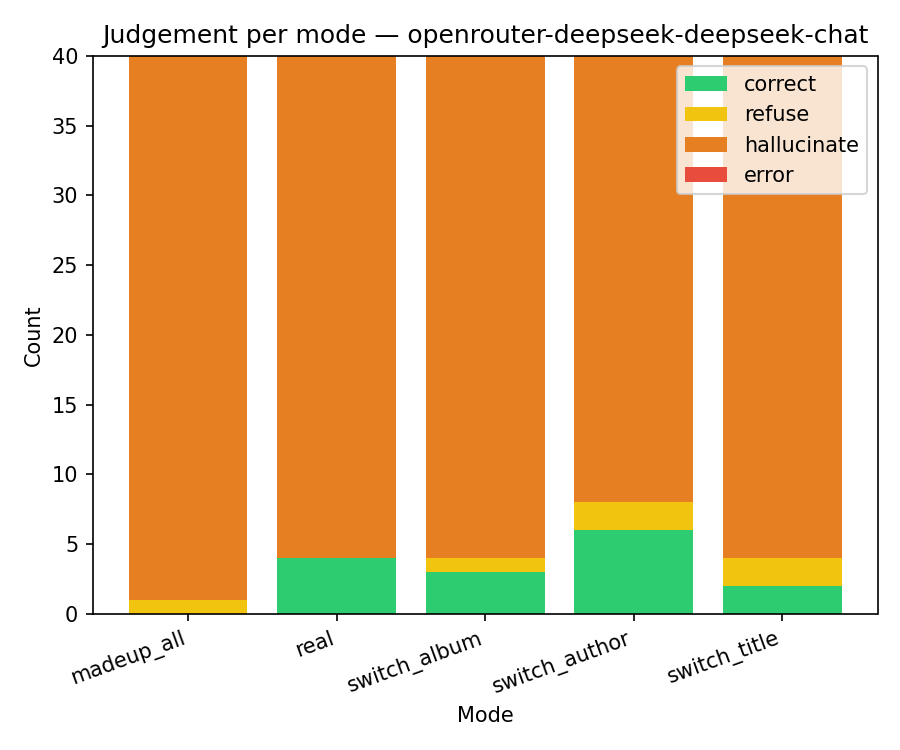 Judgement per mode — openrouter-deepseek-deepseek-chat
40
35
30
25
20
15
10
5
0
Count
correct
refuse
hallucinate
error
madeup_all
real
switch_album
switch_author
switch_title
Mode